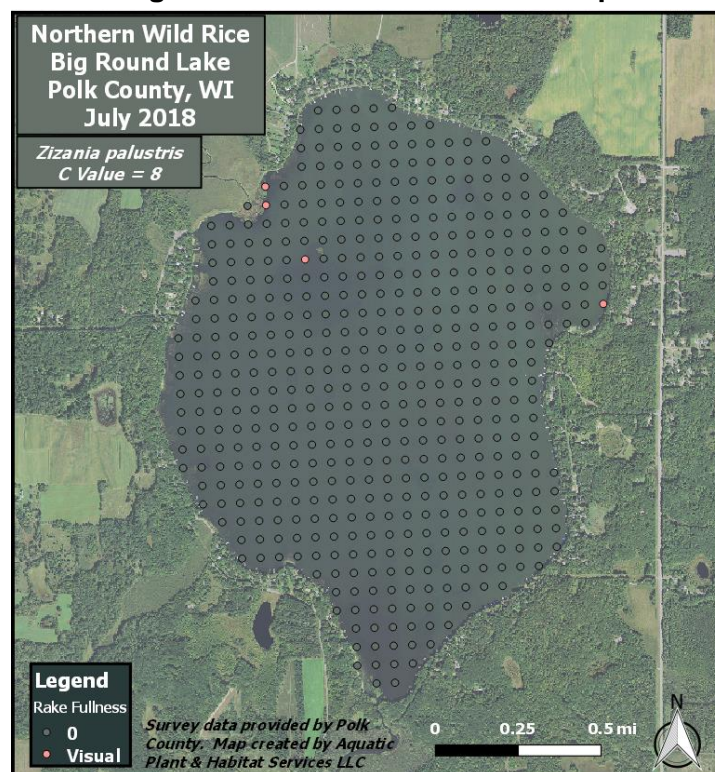 Northern Wild Rice
Big Round Lake
Polk County, WI
July 2018
Zizania palustris
C Value = 8
Legend
Rake Fullness
0
Visual
Survey data provided by Polk
County. Map created by Aquatic
Plant & Habitat Services LLC
0 0.25 0.5 mi
N